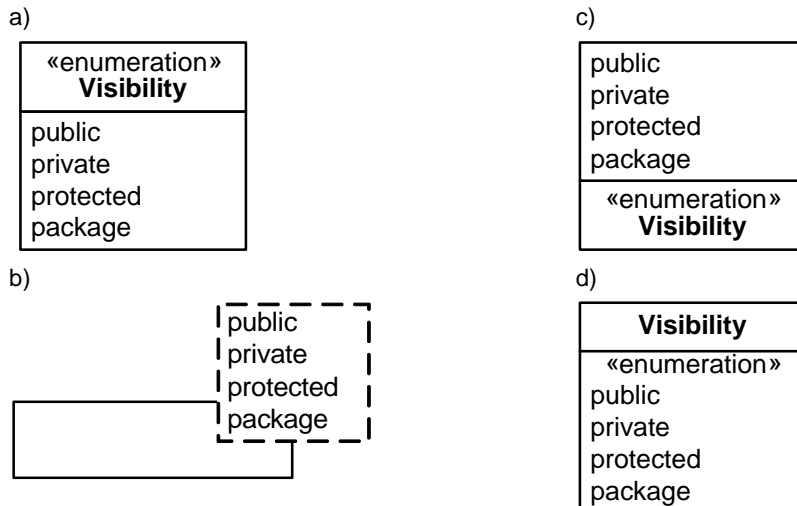 a)
«enumeration»
Visibility
public
private
protected
package
b)
public
private
protected
package
c)
public
private
protected
package
«enumeration»
Visibility
d)
Visibility
«enumeration»
public
private
protected
package